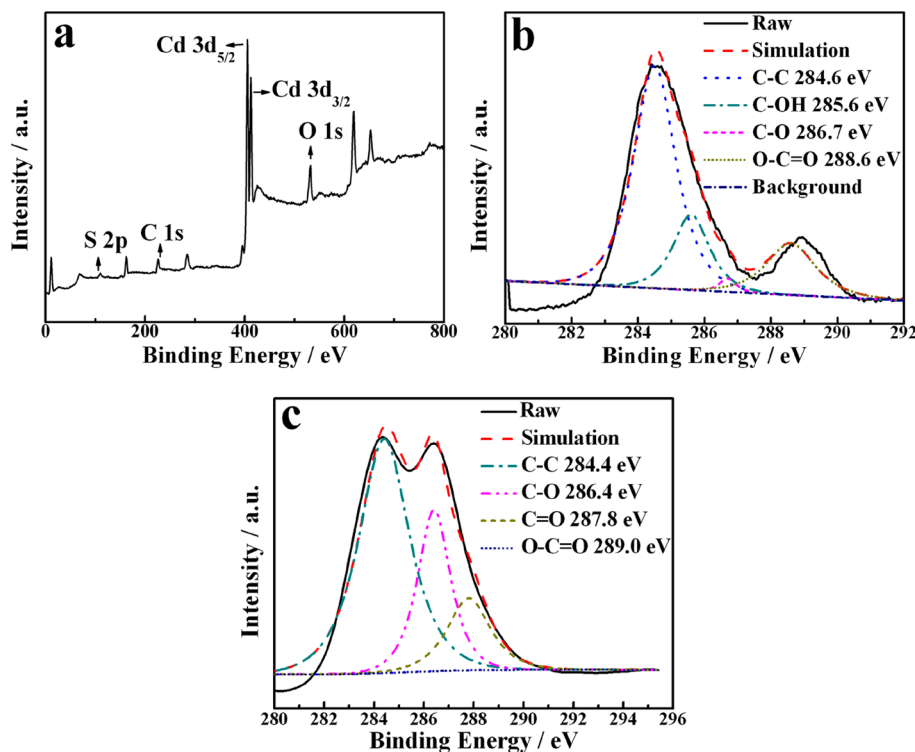 a
Cd 3d5/2
Cd 3d3/2
O 1s
S 2p
C 1s
Intensity / a.u.
0 200 400 600 800
Binding Energy / eV
b
Raw
Simulation
C-C 284.6 eV
C-OH 285.6 eV
C-O 286.7 eV
O-C=O 288.6 eV
Background
Intensity / a.u.
280 282 284 286 288 290 292
Binding Energy / eV
c
Raw
Simulation
C-C 284.4 eV
C-O 286.4 eV
C=O 287.8 eV
O-C=O 289.0 eV
Intensity / a.u.
280 282 284 286 288 290 292 294 296
Binding Energy / eV